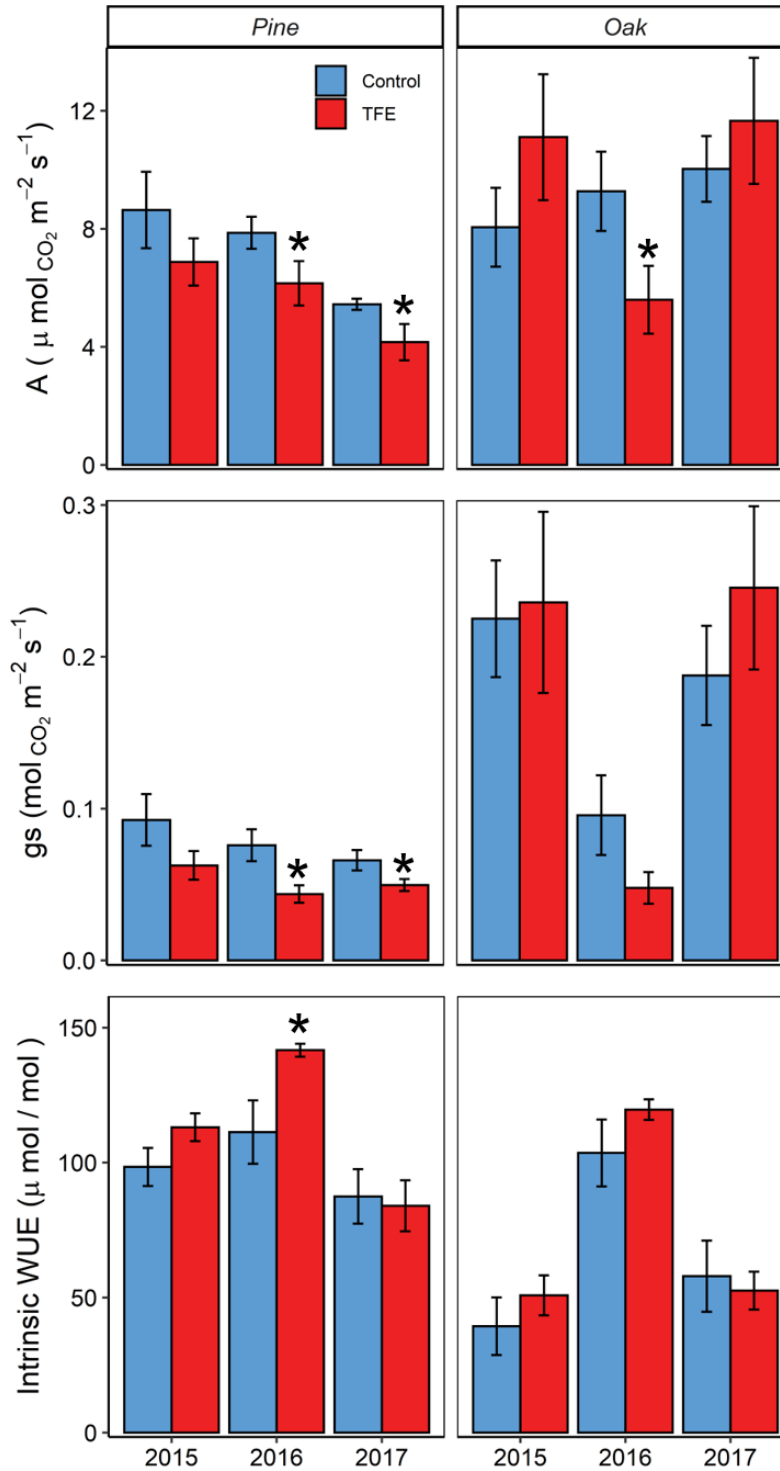 Pine Oak
Control
TFE
A ( μ mol CO₂ m⁻² s⁻¹)
12
8
4
0
* * *
gs (mol CO₂ m⁻² s⁻¹)
0.3
0.2
0.1
0.0
* *
Intrinsic WUE (μ mol / mol )
150
100
50
0
*
2015 2016 2017 2015 2016 2017